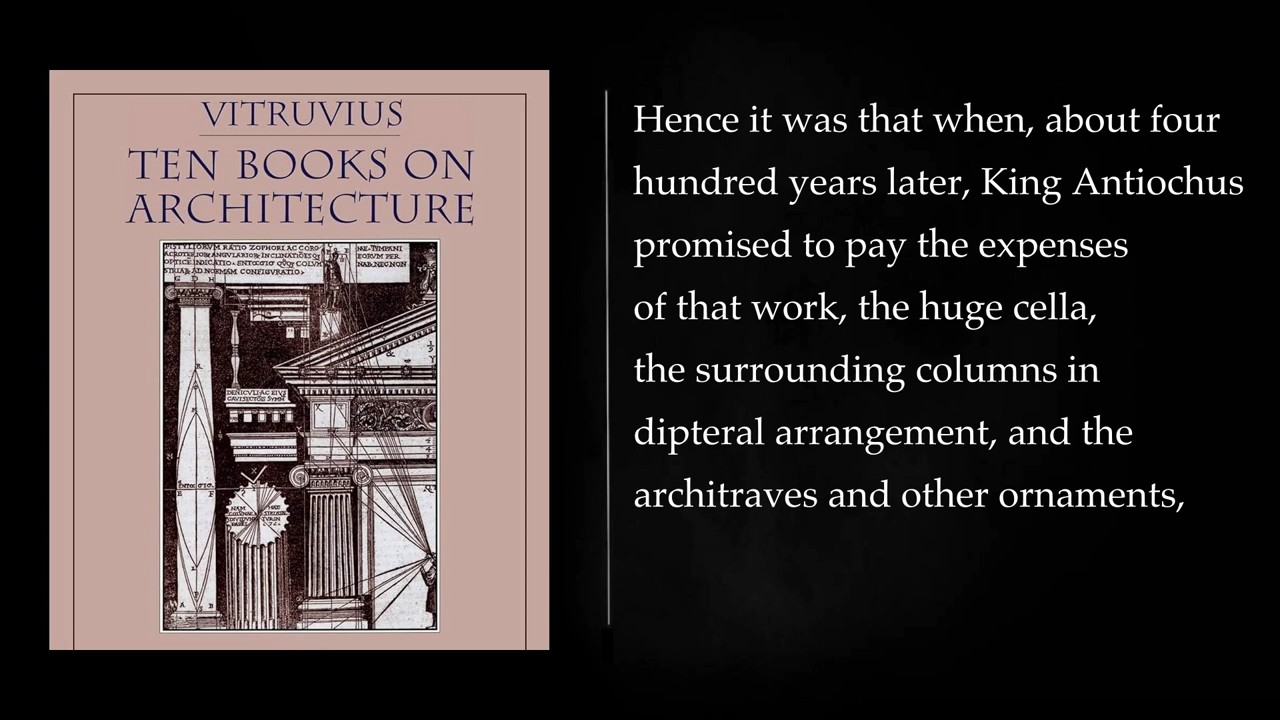 VITRUVIUS
TEN BOOKS ON
ARCHITECTURE
Hence it was that when, about four
hundred years later, King Antiochus
promised to pay the expenses
of that work, the huge cella,
the surrounding columns in
dipteral arrangement, and the
architraves and other ornaments,